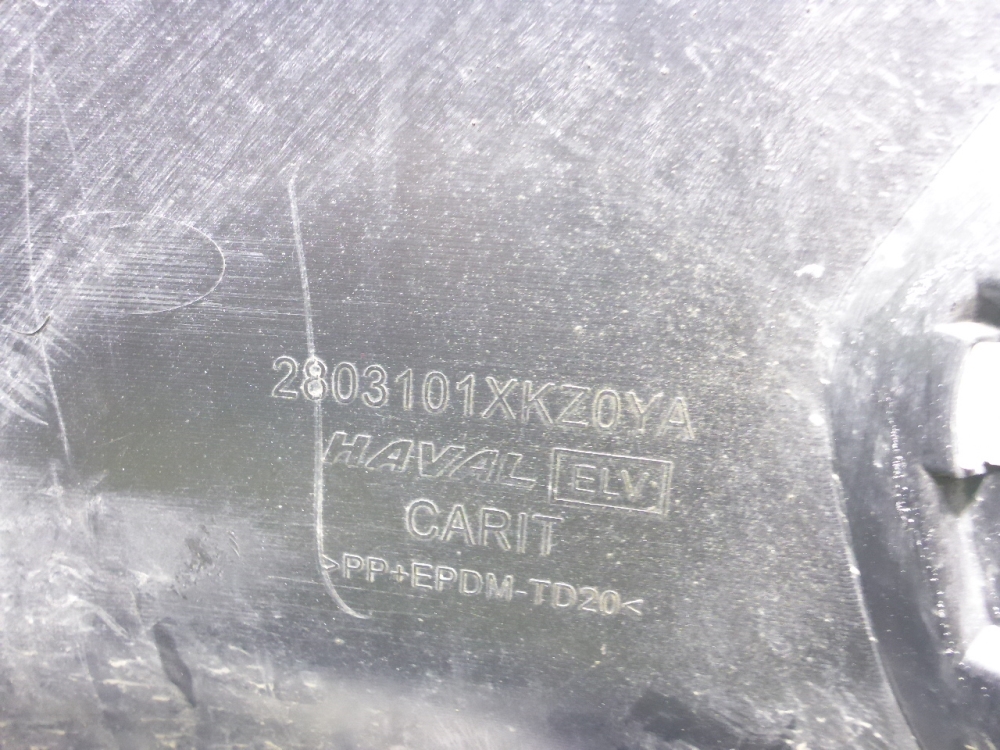 2803101XKZ0YA
HAVAL ELV
CARIT
>PP+EPDM-TD20<